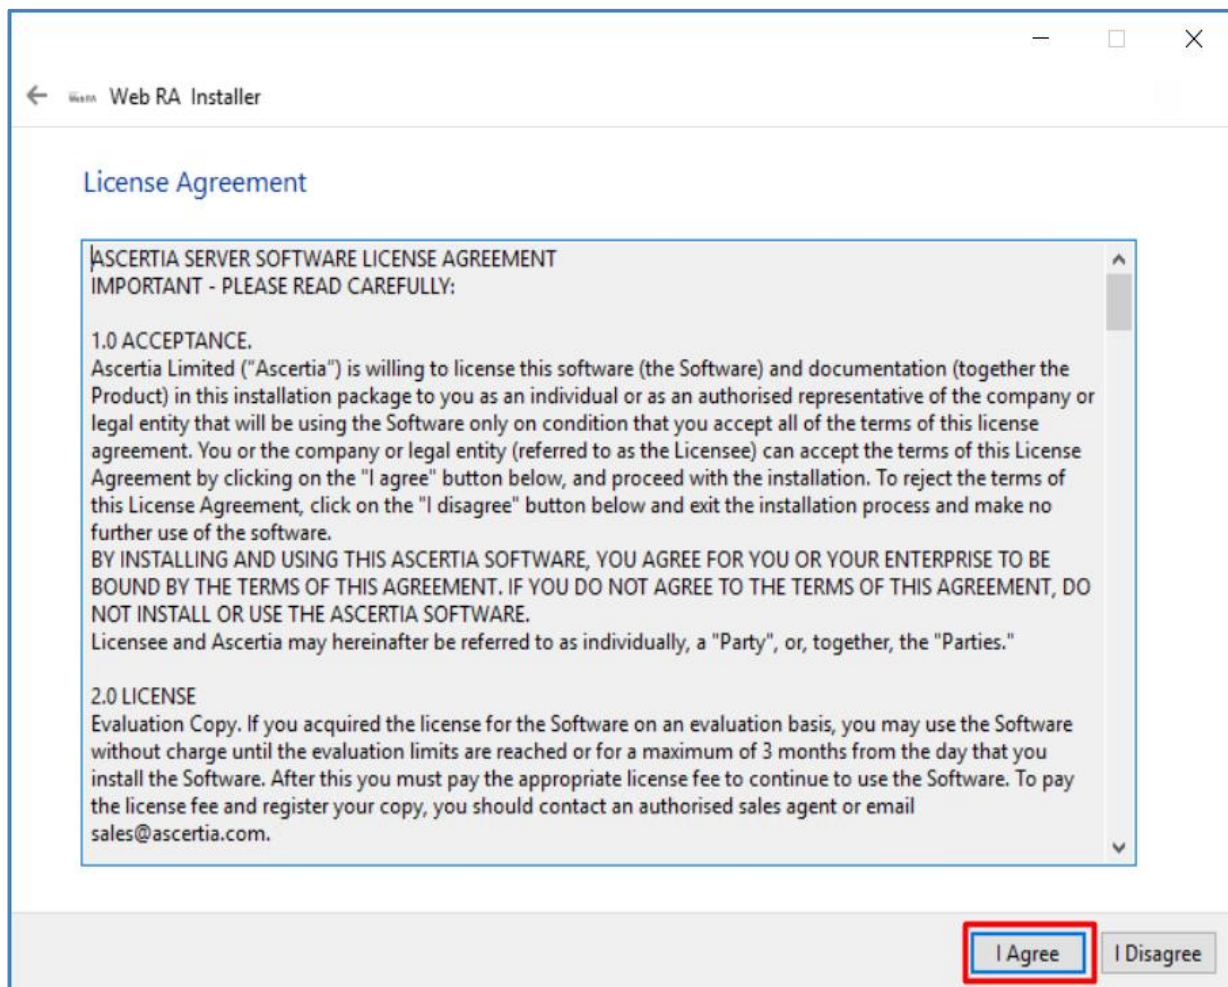 Web RA Installer
License Agreement
ASCERTIA SERVER SOFTWARE LICENSE AGREEMENT
IMPORTANT - PLEASE READ CAREFULLY:
1.0 ACCEPTANCE.
Ascertia Limited (“Ascertia”) is willing to license this software (the Software) and documentation (together the
Product) in this installation package to you as an individual or as an authorised representative of the company or
legal entity that will be using the Software only on condition that you accept all of the terms of this license
agreement. You or the company or legal entity (referred to as the Licensee) can accept the terms of this License
Agreement by clicking on the "I agree" button below, and proceed with the installation. To reject the terms of
this License Agreement, click on the "I disagree" button below and exit the installation process and make no
further use of the software.
BY INSTALLING AND USING THIS ASCERTIA SOFTWARE, YOU AGREE FOR YOU OR YOUR ENTERPRISE TO BE
BOUND BY THE TERMS OF THIS AGREEMENT. IF YOU DO NOT AGREE TO THE TERMS OF THIS AGREEMENT, DO
NOT INSTALL OR USE THE ASCERTIA SOFTWARE.
Licensee and Ascertia may hereinafter be referred to as individually, a "Party", or, together, the "Parties."
2.0 LICENSE
Evaluation Copy. If you acquired the license for the Software on an evaluation basis, you may use the Software
without charge until the evaluation limits are reached or for a maximum of 3 months from the day that you
install the Software. After this you must pay the appropriate license fee to continue to use the Software. To pay
the license fee and register your copy, you should contact an authorised sales agent or email
sales@ascertia.com.
I Agree
I Disagree